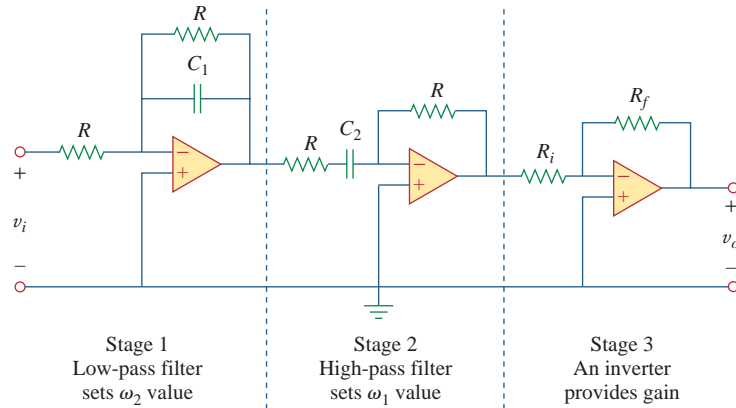 R
C1
R
R
C2
R
Ri
Rf
−
+
−
+
−
+
+
vi
−
+
vo
−
Stage 1
Low-pass filter
sets ω2 value
Stage 2
High-pass filter
sets ω1 value
Stage 3
An inverter
provides gain